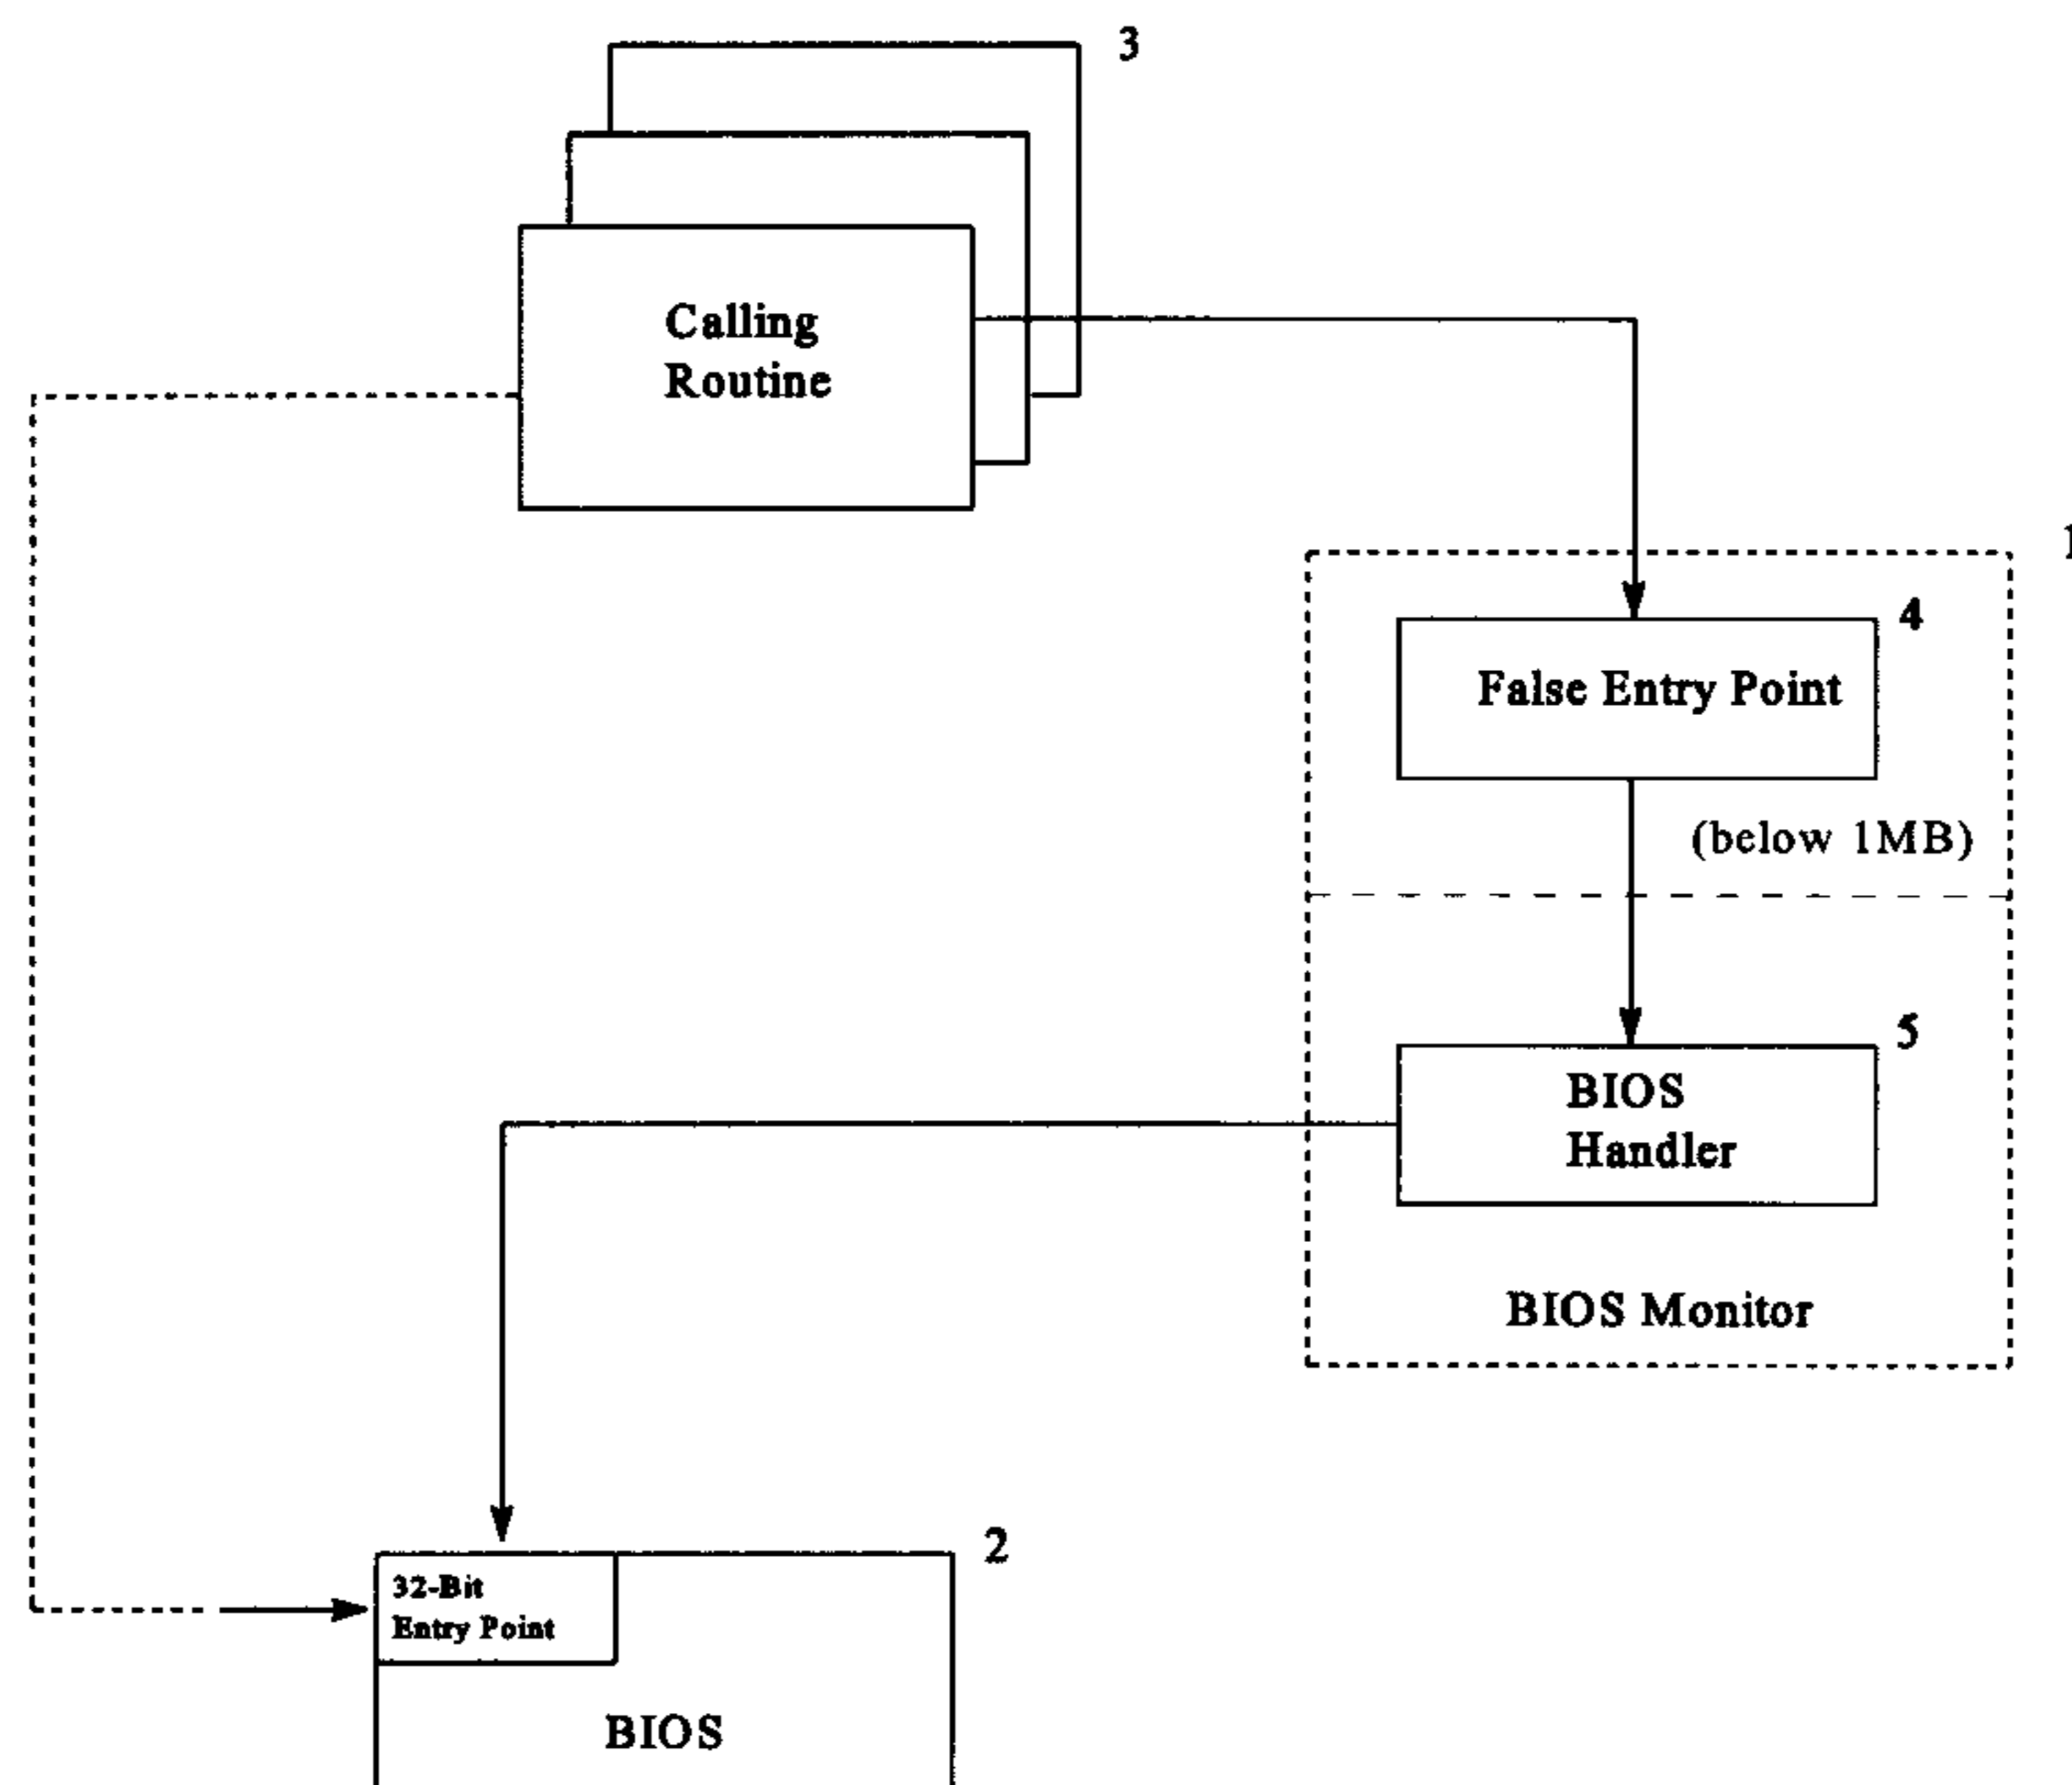 3
Calling
Routine
1
4
False Entry Point
(below 1MB)
5
BIOS
Handler
BIOS Monitor
2
32-Bit
Entry Point
BIOS